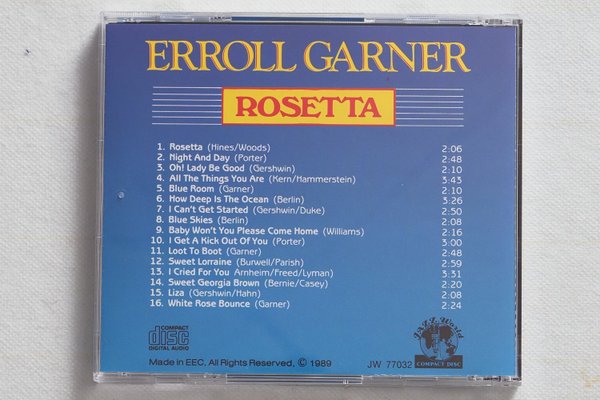 ERROLL GARNER
ROSETTA
1. Rosetta (Hines/Woods) 2:06
2. Night And Day (Porter) 2:48
3. Oh! Lady Be Good (Gershwin) 2:10
4. All The Things You Are (Kern/Hammerstein) 3:43
5. Blue Room (Garner) 2:10
6. How Deep Is The Ocean (Berlin) 3:26
7. I Can't Get Started (Gershwin/Duke) 2:50
8. Blue Skies (Berlin) 2:08
9. Baby Won't You Please Come Home (Williams) 2:16
10. I Get A Kick Out Of You (Porter) 3:00
11. Loot To Boot (Garner) 2:48
12. Sweet Lorraine (Burwell/Parish) 2:59
13. I Cried For You Arnheim/Freed/Lyman) 3:31
14. Sweet Georgia Brown (Bernie/Casey) 2:20
15. Liza (Gershwin/Hahn) 2:08
16. White Rose Bounce (Garner) 2:24
COMPACT
disc
DIGITAL AUDIO
Jazz World
COMPACT DISC
Made in EEC. All Rights Reserved, © 1989 JW 77032